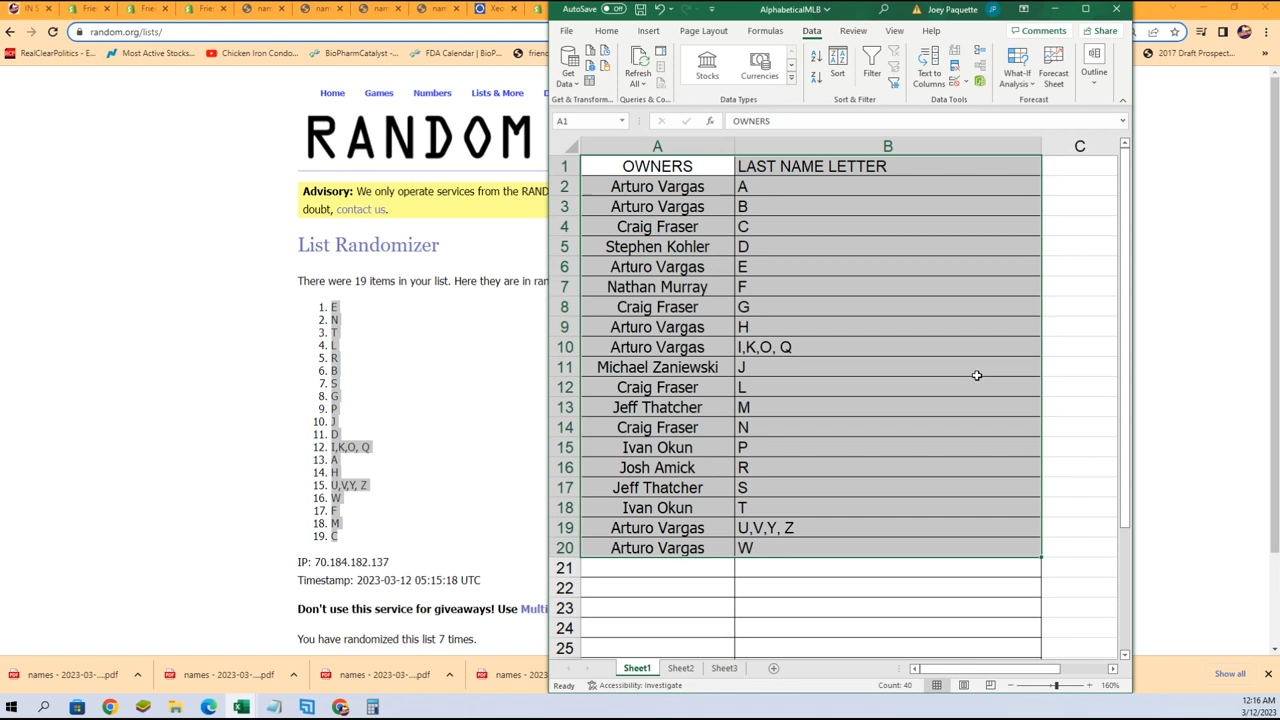 AutoSave Off AlphabeticalMLB Joey Paquette JP
random.org/lists/
File Home Insert Page Layout Formulas Data Review View Help Comments Share
RealClearPolitics - ... Most Active Stocks... Chicken Iron Condo... BioPharmCatalyst -... FDA Calendar | BioP... 2017 Draft Prospect...
Get Data Refresh All Stocks Currencies Sort Filter Text to Columns What-If Analysis Forecast Sheet Outline
Get & Transform... Queries & Co... Data Types Sort & Filter Data Tools Forecast
Home Games Numbers Lists & More
A1 fx OWNERS
RANDOM
A B C
1 OWNERS LAST NAME LETTER
2 Arturo Vargas A
3 Arturo Vargas B
4 Craig Fraser C
5 Stephen Kohler D
6 Arturo Vargas E
7 Nathan Murray F
8 Craig Fraser G
9 Arturo Vargas H
10 Arturo Vargas I,K,O, Q
11 Michael Zaniewski J
12 Craig Fraser L
13 Jeff Thatcher M
14 Craig Fraser N
15 Ivan Okun P
16 Josh Amick R
17 Jeff Thatcher S
18 Ivan Okun T
19 Arturo Vargas U,V,Y, Z
20 Arturo Vargas W
21
22
23
24
25
Advisory: We only operate services from the RAND
doubt, contact us.
List Randomizer
There were 19 items in your list. Here they are in ran
1. E
2. N
3. T
4. L
5. R
6. B
7. S
8. G
9. P
10. J
11. D
12. I,K,O, Q
13. A
14. H
15. U,V,Y, Z
16. W
17. F
18. M
19. C
IP: 70.184.182.137
Timestamp: 2023-03-12 05:15:18 UTC
Don't use this service for giveaways! Use Multi
You have randomized this list 7 times.
Sheet1 Sheet2 Sheet3
Ready Accessibility: Investigate Count: 40 160%
names - 2023-03-....pdf names - 2023-03-....pdf names - 2023-03-....pdf Show all
12:16 AM
3/12/2023